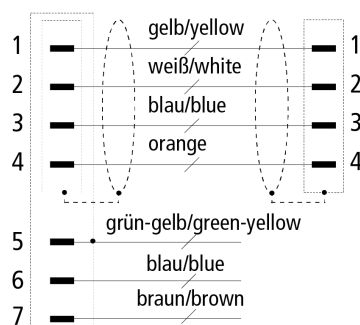 gelb/yellow
1 1
weiß/white
2 2
blau/blue
3 3
orange
4 4
grün-gelb/green-yellow
5
blau/blue
6
braun/brown
7